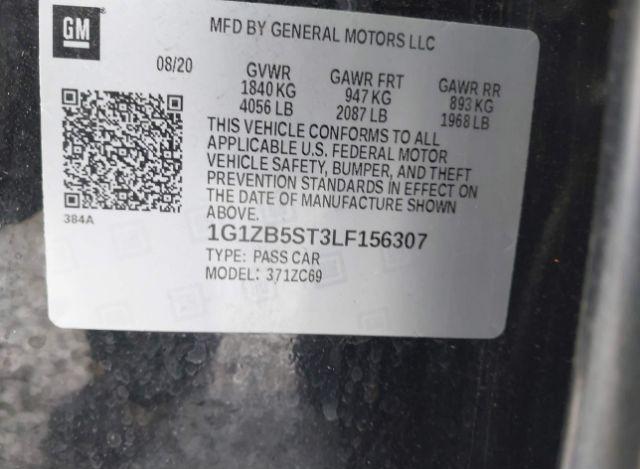 GM
MFD BY GENERAL MOTORS LLC
08/20 GVWR GAWR FRT GAWR RR
1840 KG 947 KG 893 KG
4056 LB 2087 LB 1968 LB
THIS VEHICLE CONFORMS TO ALL
APPLICABLE U.S. FEDERAL MOTOR
VEHICLE SAFETY, BUMPER, AND THEFT
PREVENTION STANDARDS IN EFFECT ON
THE DATE OF MANUFACTURE SHOWN
ABOVE.
384A
1G1ZB5ST3LF156307
TYPE: PASS CAR
MODEL: 371ZC69